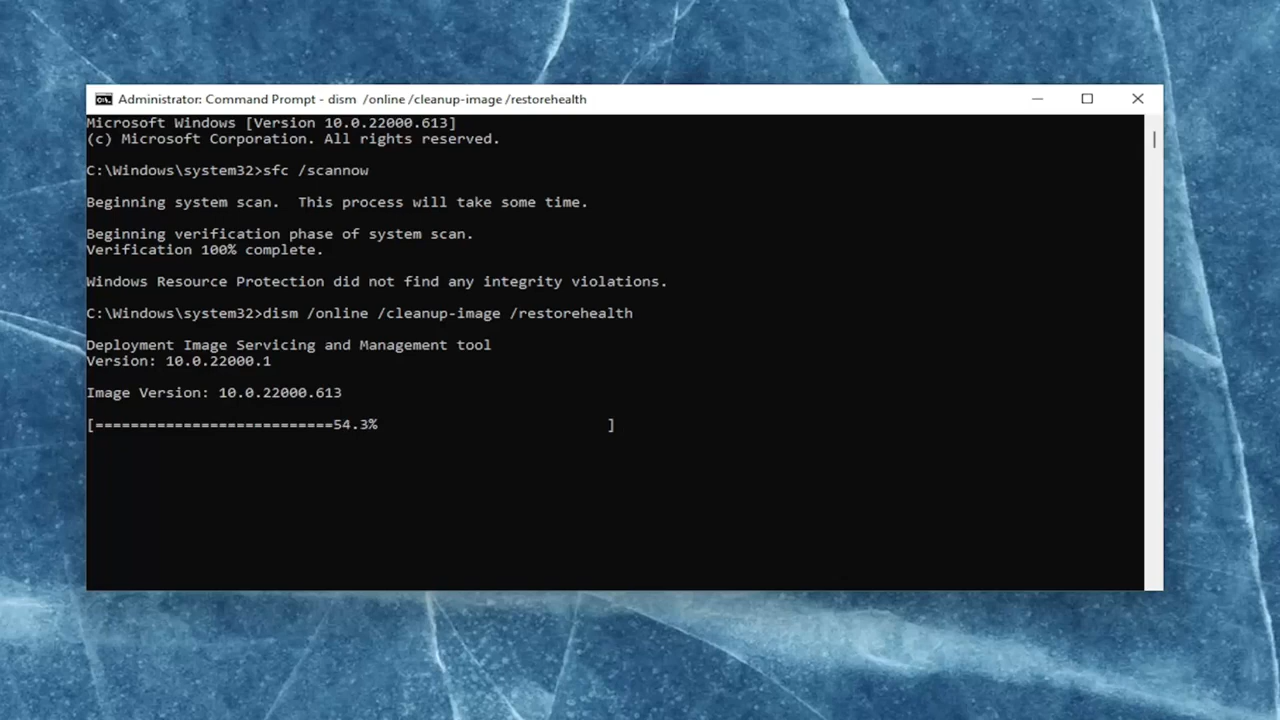 Administrator: Command Prompt - dism  /online /cleanup-image /restorehealth
Microsoft Windows [Version 10.0.22000.613]
(c) Microsoft Corporation. All rights reserved.
C:\Windows\system32>sfc /scannow
Beginning system scan.  This process will take some time.
Beginning verification phase of system scan.
Verification 100% complete.
Windows Resource Protection did not find any integrity violations.
C:\Windows\system32>dism /online /cleanup-image /restorehealth
Deployment Image Servicing and Management tool
Version: 10.0.22000.1
Image Version: 10.0.22000.613
[===========================54.3%                          ]